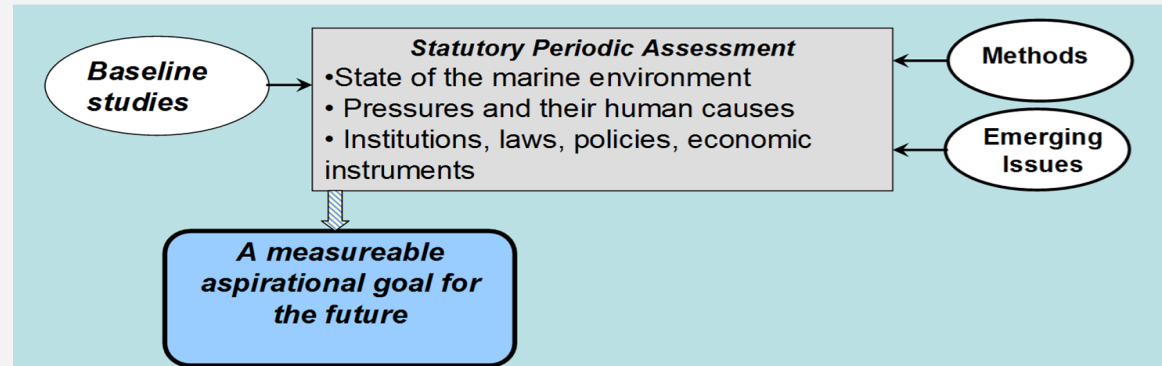 Baseline
studies
Statutory Periodic Assessment
•State of the marine environment
• Pressures and their human causes
• Institutions, laws, policies, economic
instruments
Methods
Emerging
Issues
A measureable
aspirational goal for
the future